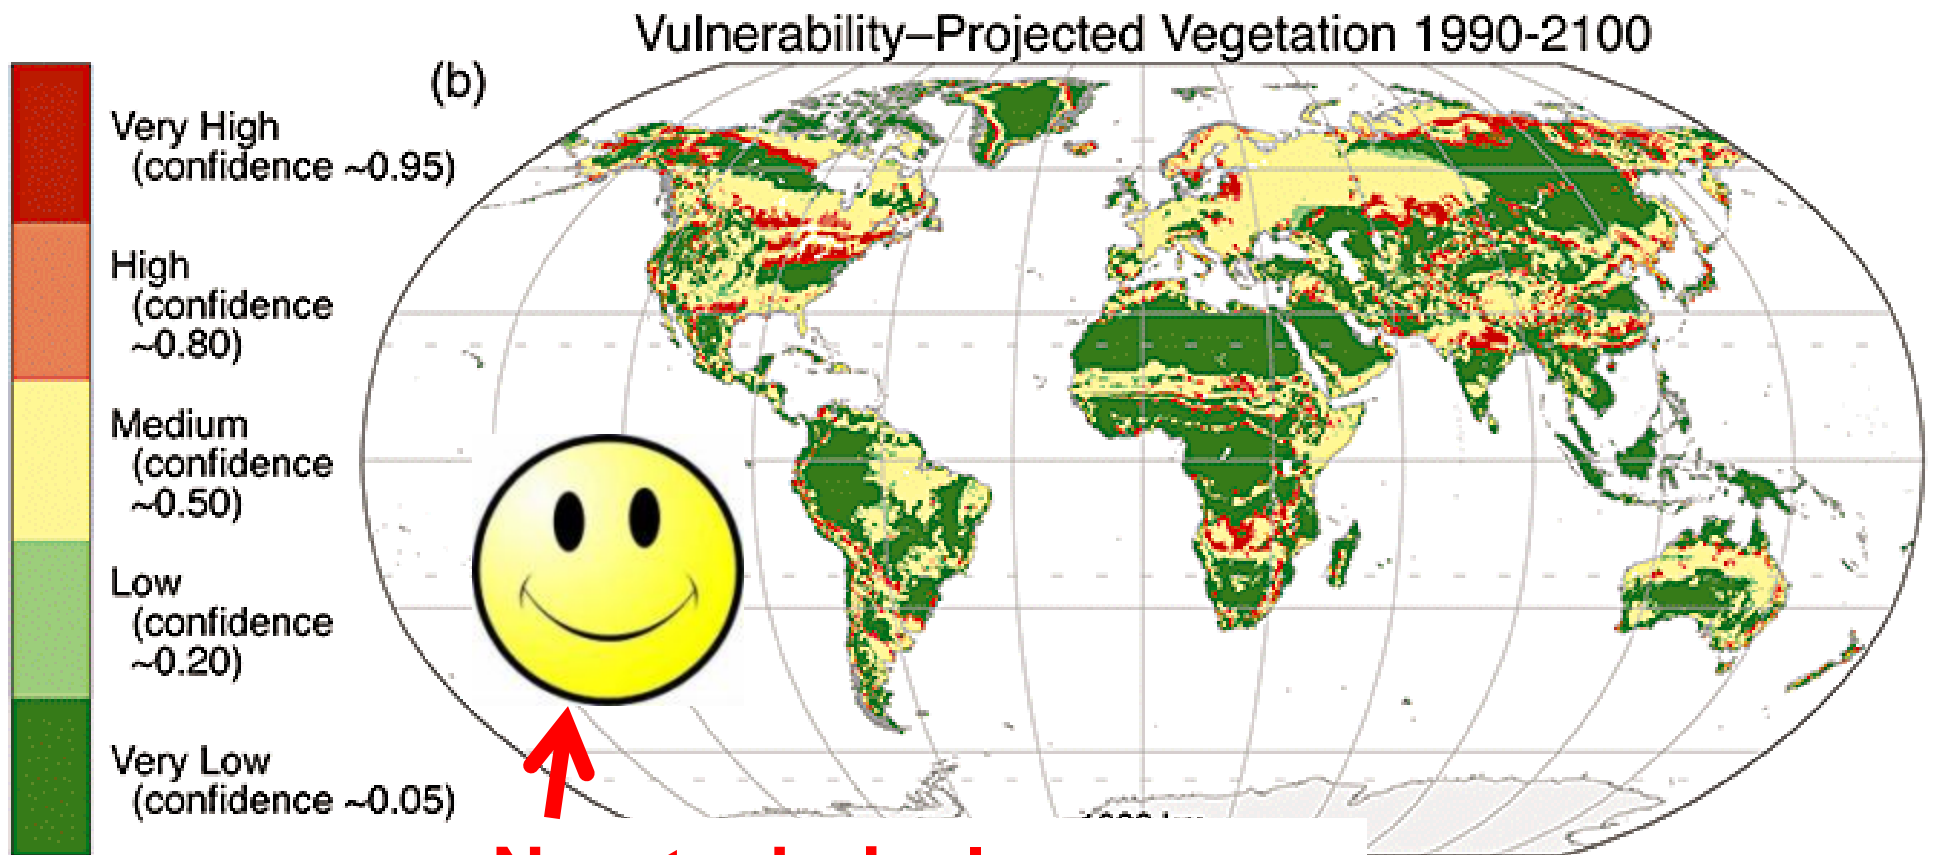 Vulnerability–Projected Vegetation 1990-2100
(b)
Very High
(confidence ~0.95)
High
(confidence
~0.80)
Medium
(confidence
~0.50)
Low
(confidence
~0.20)
Very Low
(confidence ~0.05)